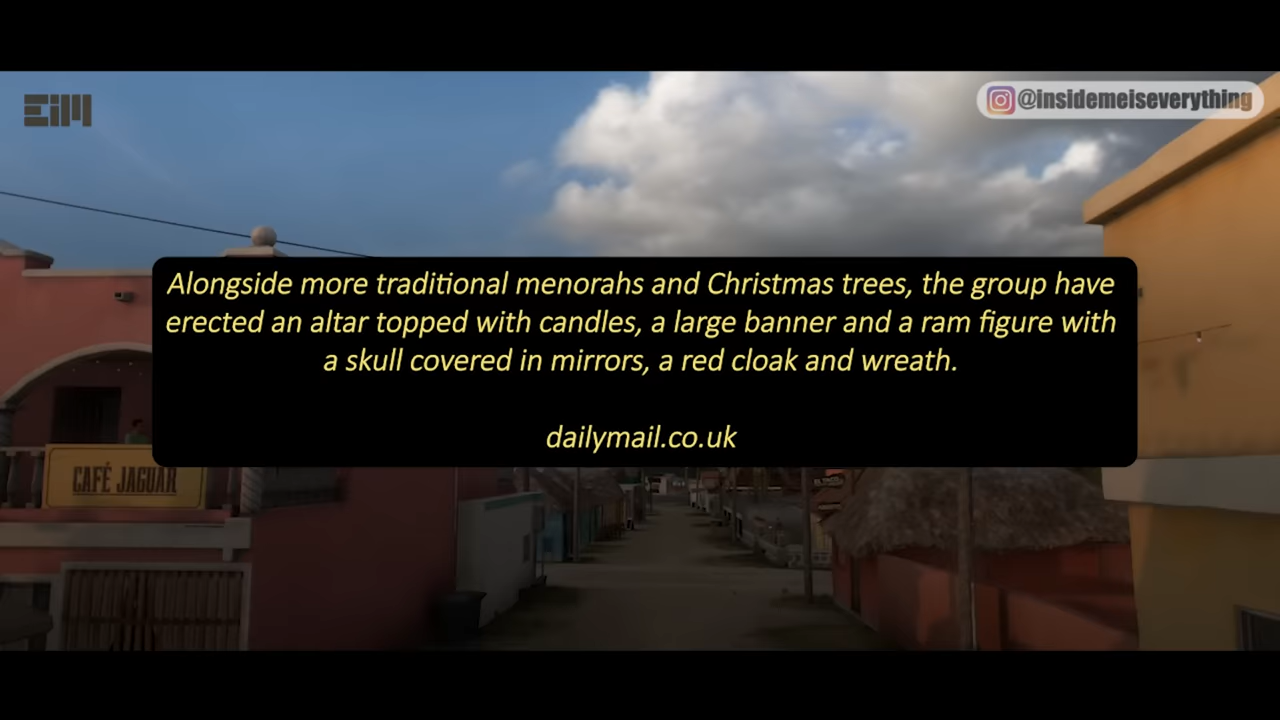 EiM
@insidemeiseverything
Alongside more traditional menorahs and Christmas trees, the group have
erected an altar topped with candles, a large banner and a ram figure with
a skull covered in mirrors, a red cloak and wreath.
dailymail.co.uk
CAFÉ JAGUAR